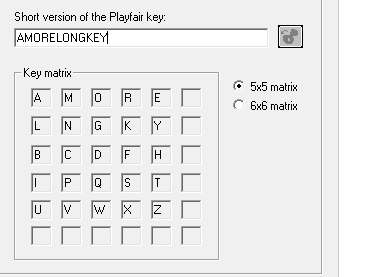 Short version of the Playfair key:
AMORELONGKEY
Key matrix
A M O R E
L N G K Y
B C D F H
I P Q S T
U V W X Z
5x5 matrix
6x6 matrix